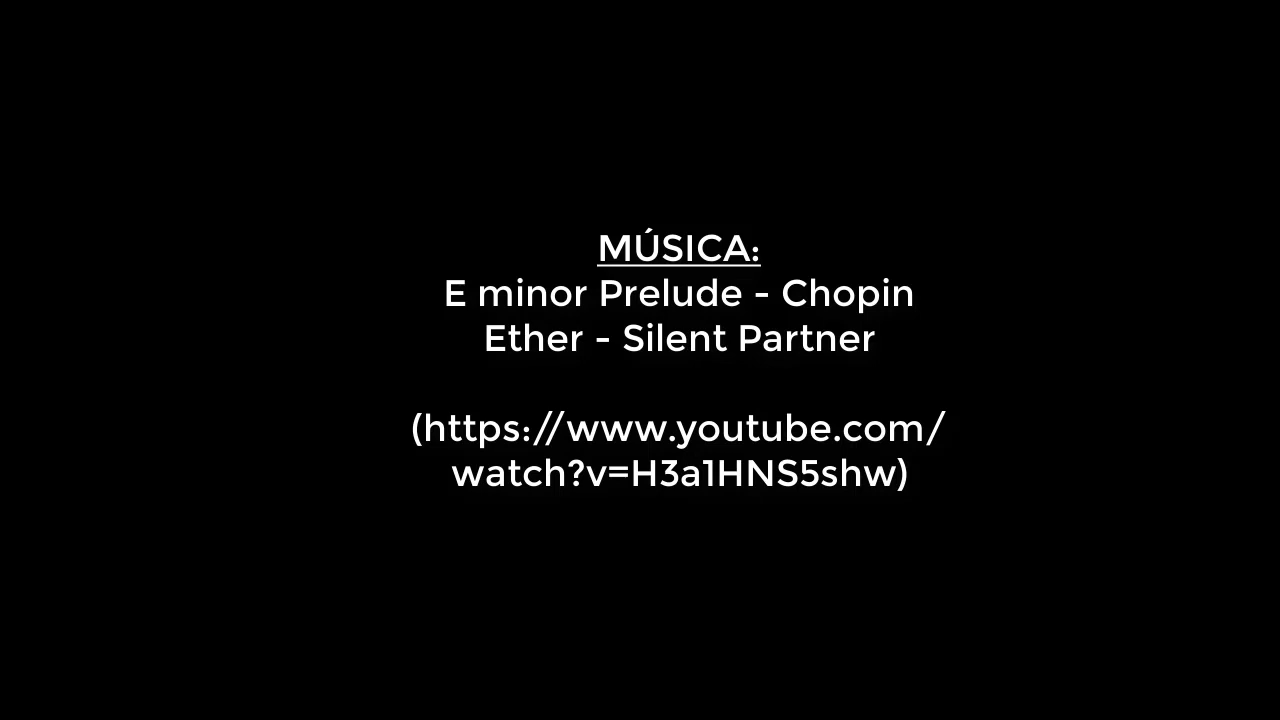 MÚSICA:
E minor Prelude - Chopin
Ether - Silent Partner
(https://www.youtube.com/
watch?v=H3a1HNS5shw)